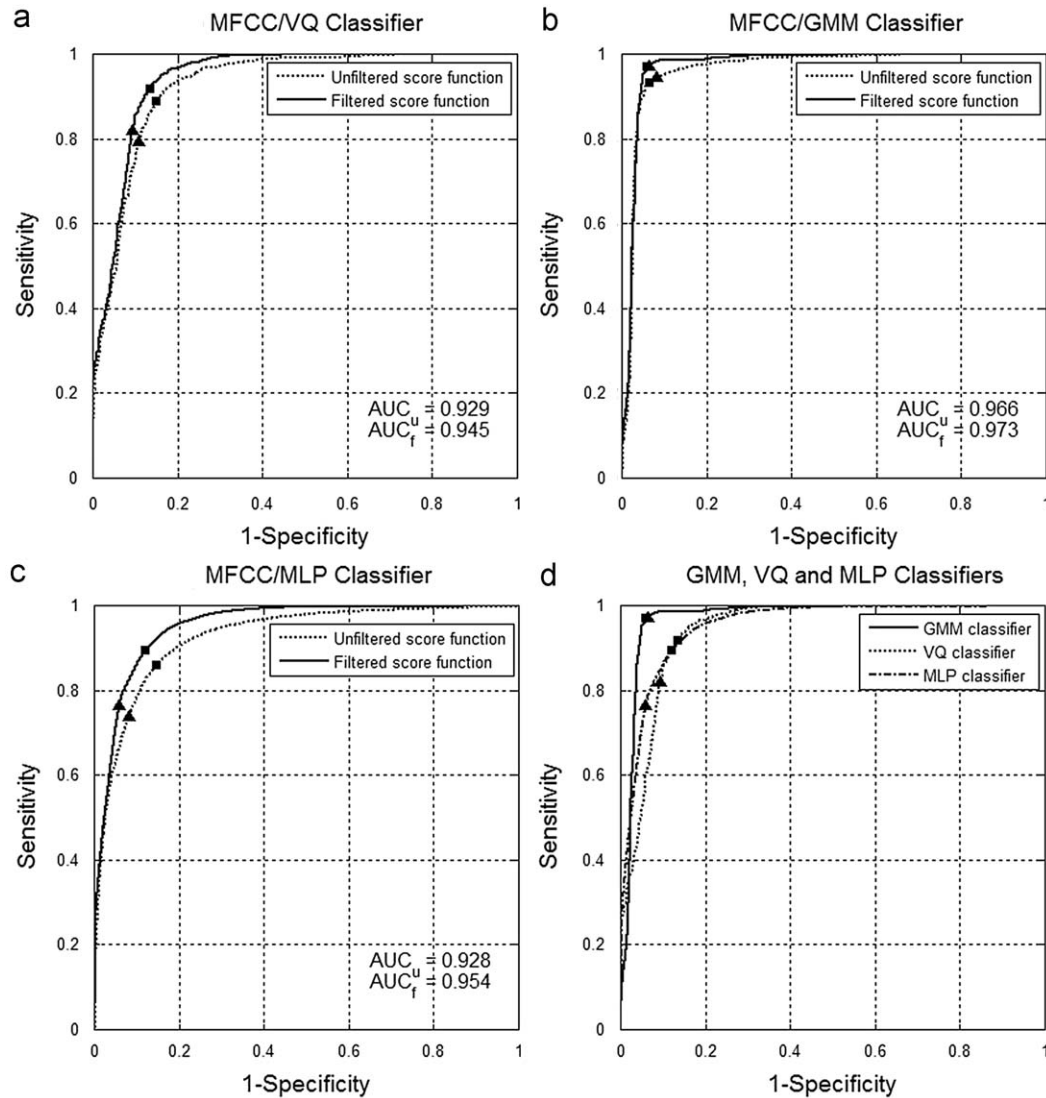 a
MFCC/VQ Classifier
1
0.8
0.6
0.4
0.2
0
Sensitivity
Unfiltered score function
Filtered score function
AUCu = 0.929
AUCf = 0.945
0 0.2 0.4 0.6 0.8 1
1-Specificity
b
MFCC/GMM Classifier
1
0.8
0.6
0.4
0.2
0
Sensitivity
Unfiltered score function
Filtered score function
AUCu = 0.966
AUCf = 0.973
0 0.2 0.4 0.6 0.8 1
1-Specificity
c
MFCC/MLP Classifier
1
0.8
0.6
0.4
0.2
0
Sensitivity
Unfiltered score function
Filtered score function
AUCu = 0.928
AUCf = 0.954
0 0.2 0.4 0.6 0.8 1
1-Specificity
d
GMM, VQ and MLP Classifiers
1
0.8
0.6
0.4
0.2
0
Sensitivity
GMM classifier
VQ classifier
MLP classifier
0 0.2 0.4 0.6 0.8 1
1-Specificity